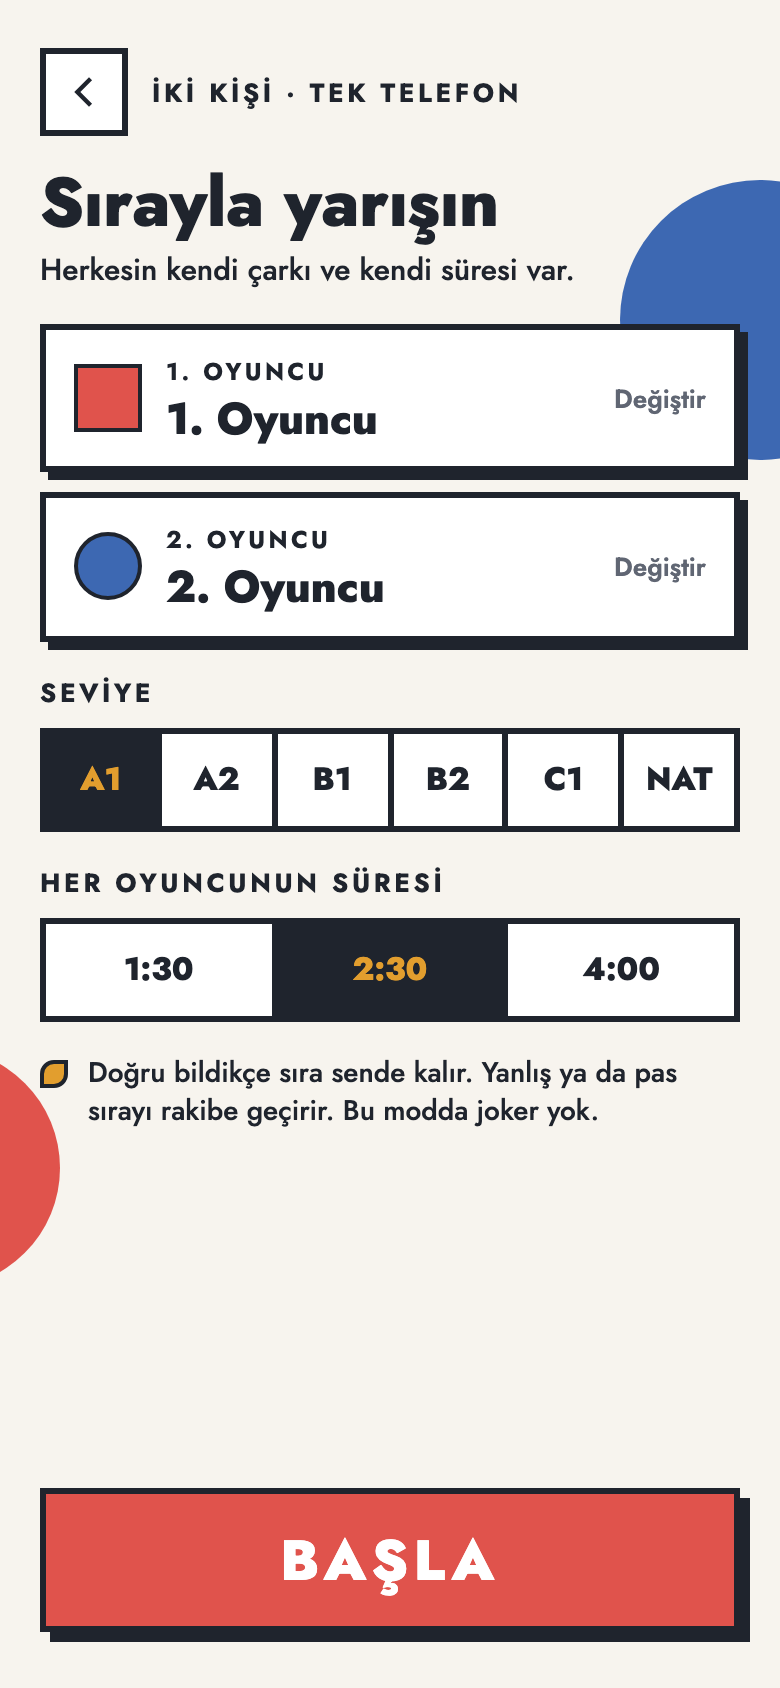 İKİ KİŞİ · TEK TELEFON
Sırayla yarışın
Herkesin kendi çarkı ve kendi süresi var.
1. OYUNCU
1. Oyuncu
Değiştir
2. OYUNCU
2. Oyuncu
Değiştir
SEVİYE
A1 A2 B1 B2 C1 NAT
HER OYUNCUNUN SÜRESİ
1:30 2:30 4:00
Doğru bildikçe sıra sende kalır. Yanlış ya da pas
sırayı rakibe geçirir. Bu modda joker yok.
BAŞLA